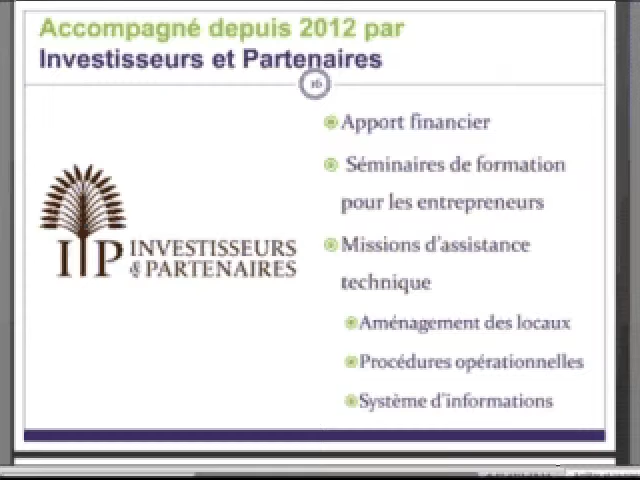 Accompagné depuis 2012 par
Investisseurs et Partenaires
16
Apport financier
Séminaires de formation
pour les entrepreneurs
Missions d'assistance
technique
Aménagement des locaux
Procédures opérationnelles
Système d'informations
I P INVESTISSEURS
& PARTENAIRES